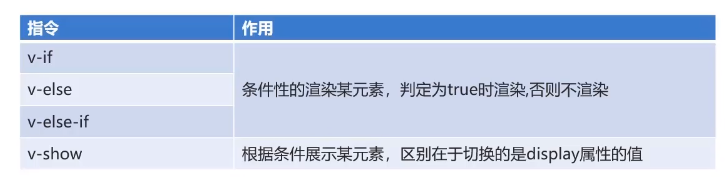 指令 作用
v-if
v-else 条件性的渲染某元素，判定为true时渲染,否则不渲染
v-else-if
v-show 根据条件展示某元素，区别在于切换的是display属性的值